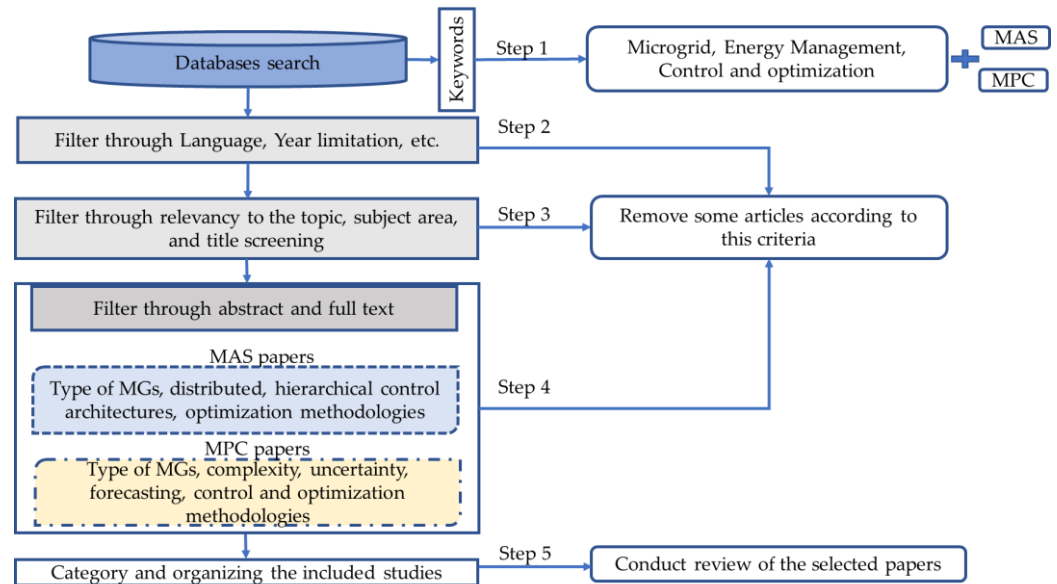 Databases search
Keywords
Step 1
Microgrid, Energy Management,
Control and optimization
MAS
MPC
Filter through Language, Year limitation, etc.
Step 2
Filter through relevancy to the topic, subject area,
and title screening
Step 3
Remove some articles according to
this criteria
Filter through abstract and full text
MAS papers
Type of MGs, distributed, hierarchical control
architectures, optimization methodologies
Step 4
MPC papers
Type of MGs, complexity, uncertainty,
forecasting, control and optimization
methodologies
Category and organizing the included studies
Step 5
Conduct review of the selected papers